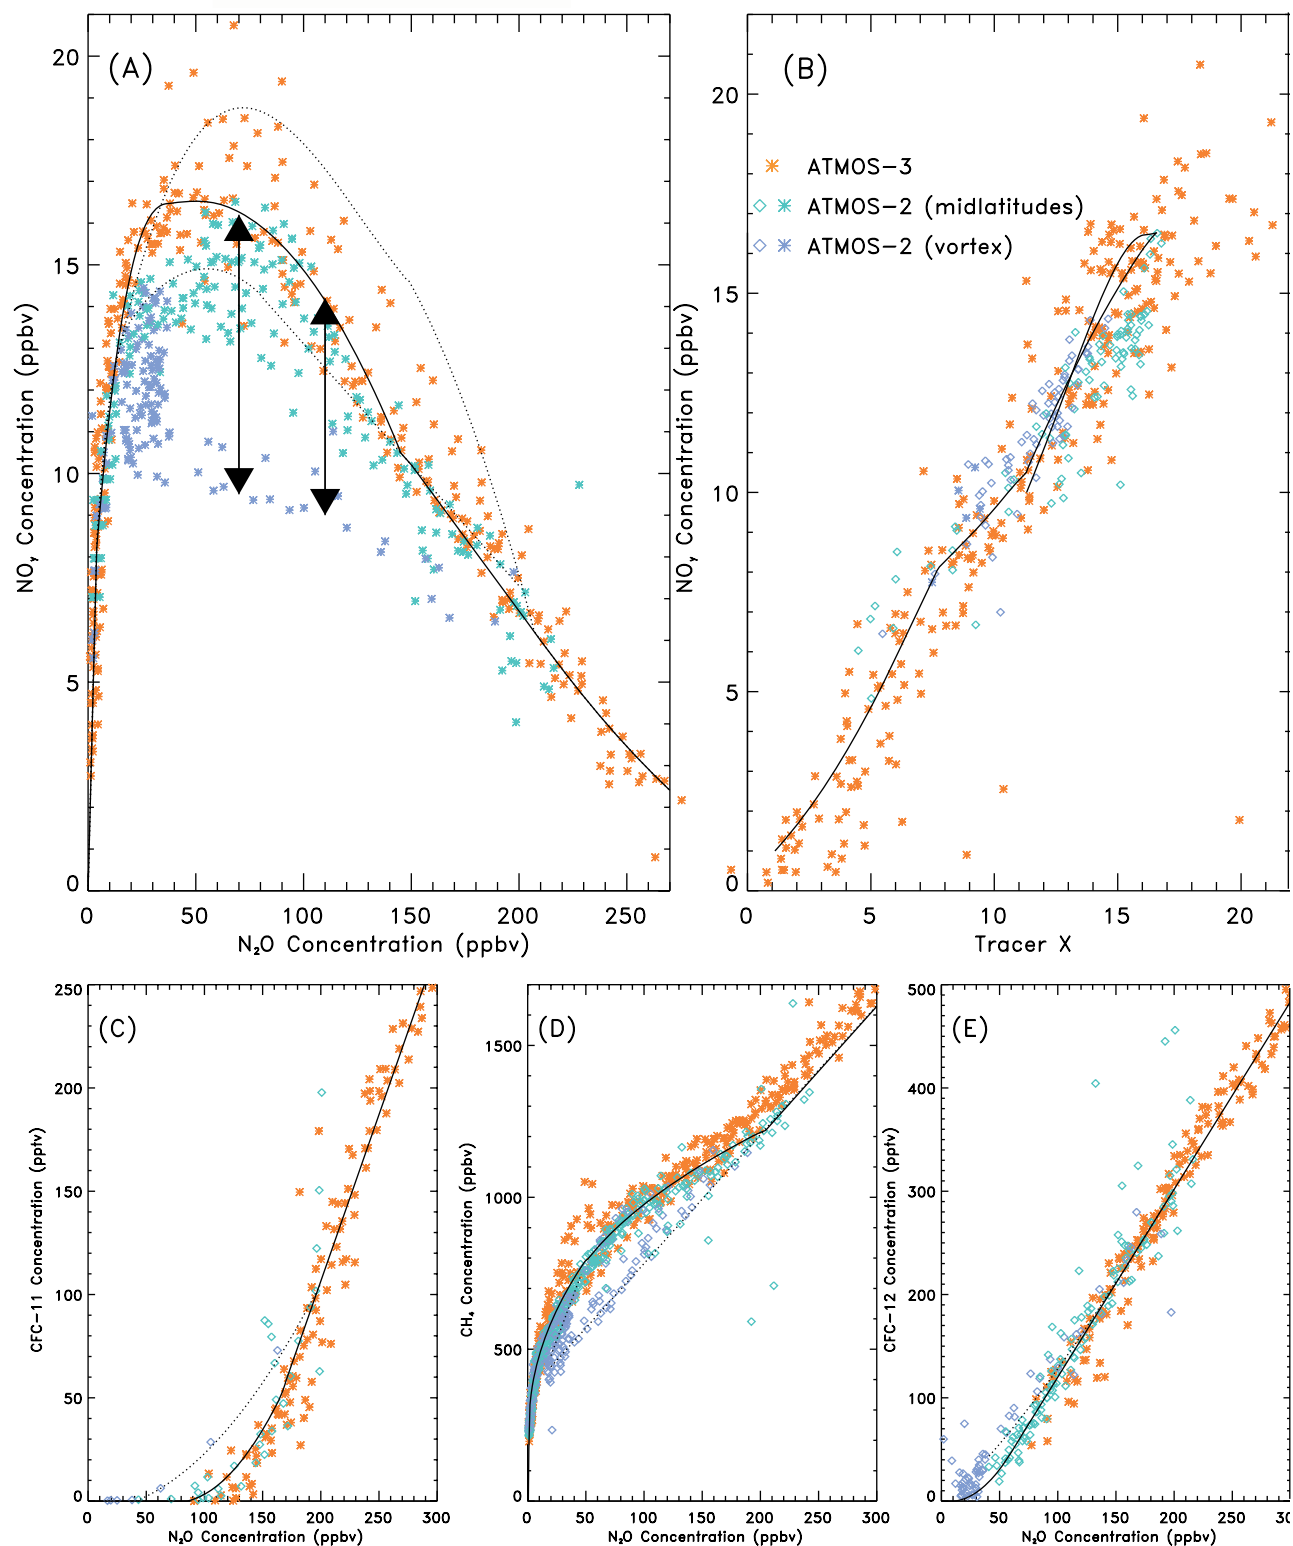 (A)
20
15
10
5
0
NOy Concentration (ppbv)
0 50 100 150 200 250
N₂O Concentration (ppbv)
(B)
ATMOS-3
ATMOS-2 (midlatitudes)
ATMOS-2 (vortex)
20
15
10
5
0
NOy Concentration (ppbv)
0 5 10 15 20
Tracer X
(C)
250
200
150
100
50
0
CFC-11 Concentration (pptv)
0 50 100 150 200 250 300
N₂O Concentration (ppbv)
(D)
1500
1000
500
0
CH₄ Concentration (ppbv)
0 50 100 150 200 250 300
N₂O Concentration (ppbv)
(E)
500
400
300
200
100
0
CFC-12 Concentration (pptv)
0 50 100 150 200 250 300
N₂O Concentration (ppbv)